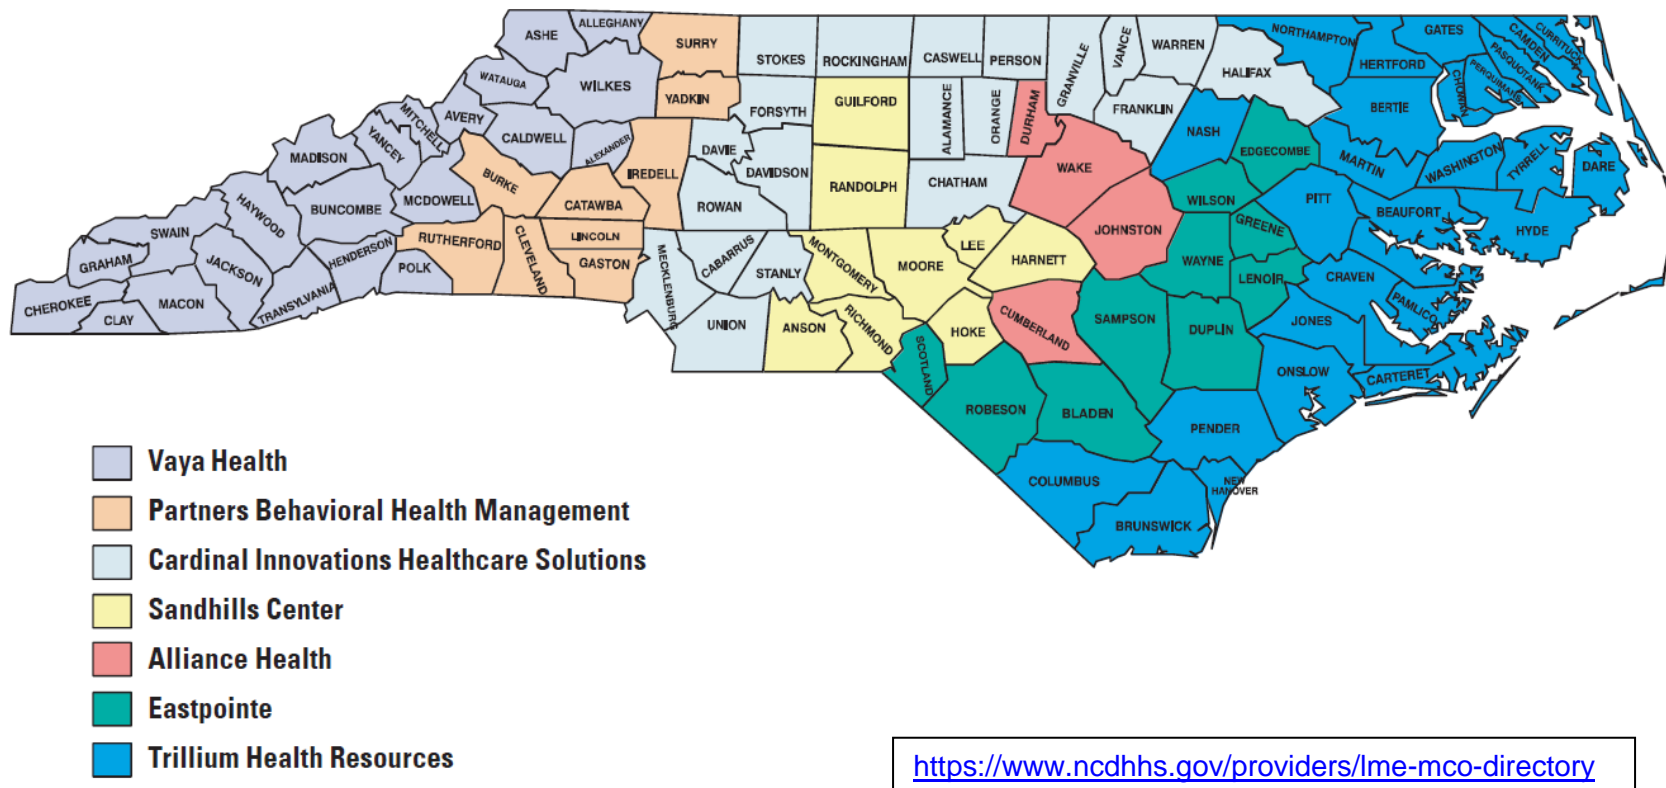 ALLEGHANY
ASHE
SURRY
STOKES
ROCKINGHAM
CASWELL
PERSON
GRANVILLE
VANCE
WARREN
HALIFAX
NORTHAMPTON
GATES
HERTFORD
CURRITUCK
CAMDEN
PASQUOTANK
PERQUIMANS
CHOWAN
BERTIE
WATAUGA
WILKES
YADKIN
FORSYTH
GUILFORD
ALAMANCE
ORANGE
DURHAM
FRANKLIN
NASH
EDGECOMBE
MARTIN
WASHINGTON
TYRRELL
DARE
MITCHELL
AVERY
YANCEY
CALDWELL
ALEXANDER
IREDELL
DAVIE
DAVIDSON
RANDOLPH
CHATHAM
WAKE
WILSON
PITT
BEAUFORT
HYDE
MADISON
BUNCOMBE
MCDOWELL
BURKE
CATAWBA
ROWAN
JOHNSTON
GREENE
SWAIN
HAYWOOD
HENDERSON
RUTHERFORD
CLEVELAND
LINCOLN
GASTON
MECKLENBURG
CABARRUS
STANLY
MONTGOMERY
MOORE
LEE
HARNETT
WAYNE
LENOIR
CRAVEN
PAMLICO
GRAHAM
JACKSON
POLK
CHEROKEE
MACON
CLAY
TRANSYLVANIA
UNION
ANSON
RICHMOND
HOKE
CUMBERLAND
SAMPSON
DUPLIN
JONES
SCOTLAND
ROBESON
BLADEN
ONSLOW
CARTERET
PENDER
COLUMBUS
NEW
HANOVER
BRUNSWICK
Vaya Health
Partners Behavioral Health Management
Cardinal Innovations Healthcare Solutions
Sandhills Center
Alliance Health
Eastpointe
Trillium Health Resources
https://www.ncdhhs.gov/providers/lme-mco-directory